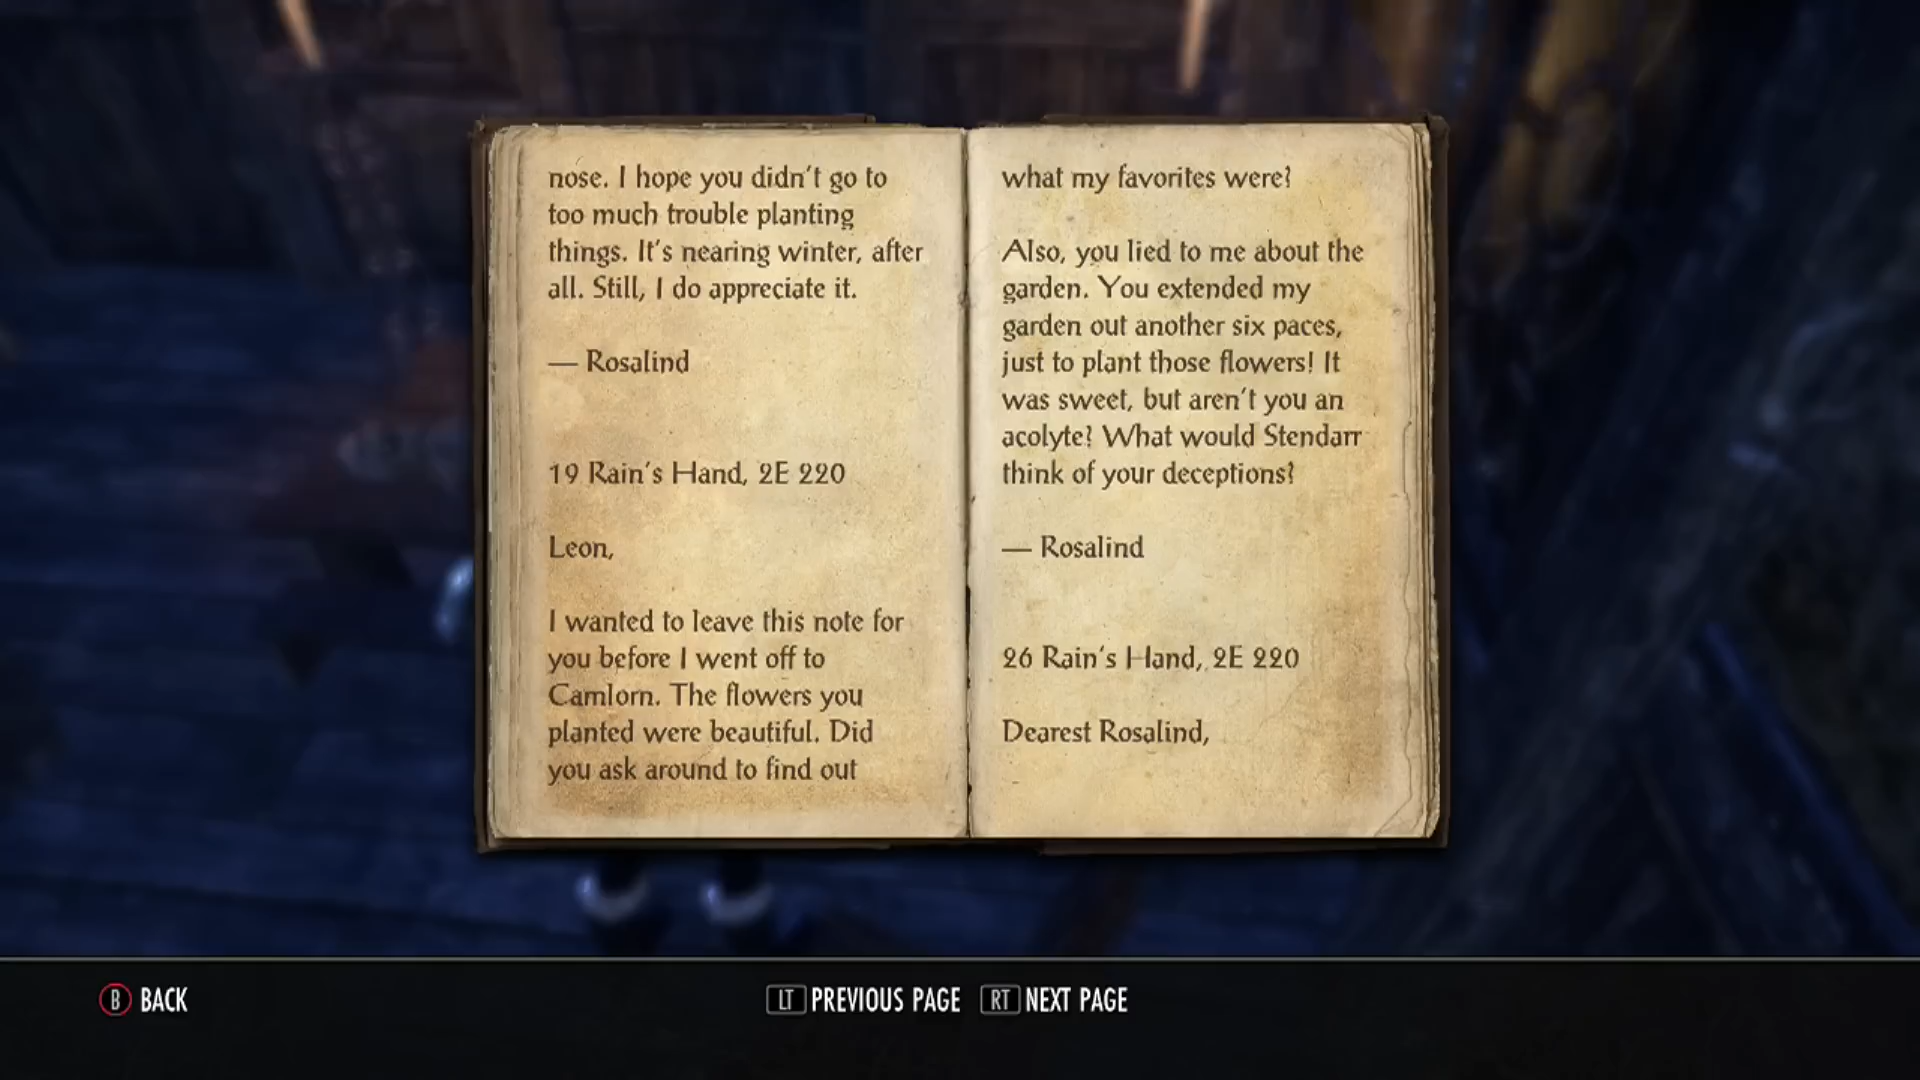 nose. I hope you didn't go to
too much trouble planting
things. It's nearing winter, after
all. Still, I do appreciate it.
— Rosalind
19 Rain's Hand, 2E 220
Leon,
I wanted to leave this note for
you before I went off to
Camlorn. The flowers you
planted were beautiful. Did
you ask around to find out
what my favorites were?
Also, you lied to me about the
garden. You extended my
garden out another six paces,
just to plant those flowers! It
was sweet, but aren't you an
acolyte? What would Stendarr
think of your deceptions?
— Rosalind
26 Rain's Hand, 2E 220
Dearest Rosalind,
B BACK
LT PREVIOUS PAGE RT NEXT PAGE